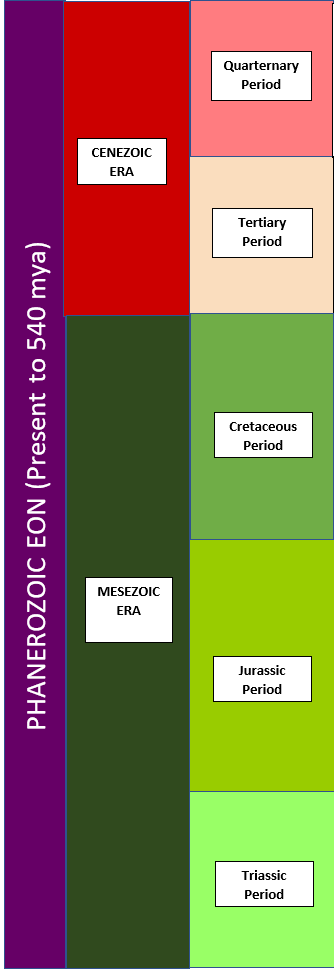 PHANEROZOIC EON (Present to 540 mya)
CENEZOIC
ERA
MESEZOIC
ERA
Quarternary
Period
Tertiary
Period
Cretaceous
Period
Jurassic
Period
Triassic
Period